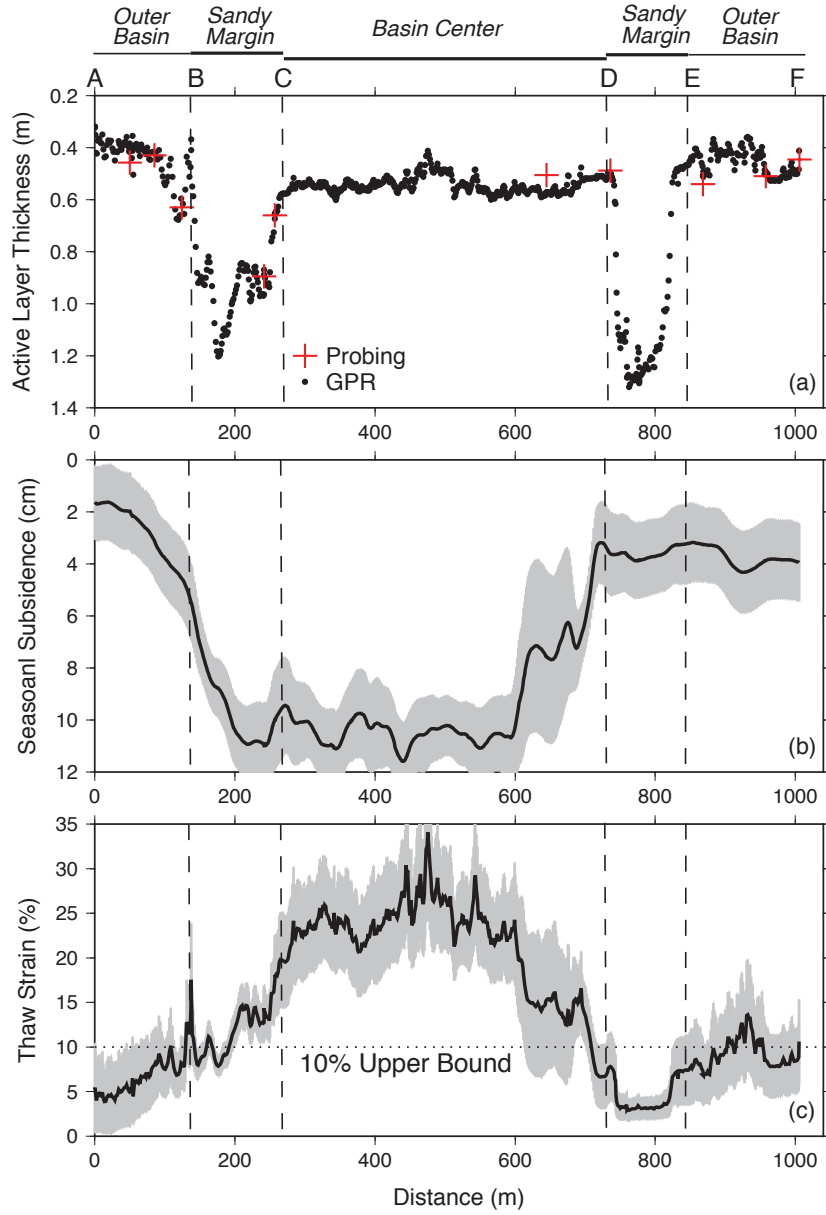 Outer Basin
Sandy Margin
Basin Center
Sandy Margin
Outer Basin
A B C D E F
0.2
0.4
0.6
0.8
1.0
1.2
1.4
Active Layer Thickness (m)
Probing
GPR
(a)
0 200 400 600 800 1000
0
2
4
6
8
10
12
Seasoanl Subsidence (cm)
(b)
0 200 400 600 800 1000
35
30
25
20
15
10
5
0
Thaw Strain (%)
10% Upper Bound
(c)
0 200 400 600 800 1000
Distance (m)